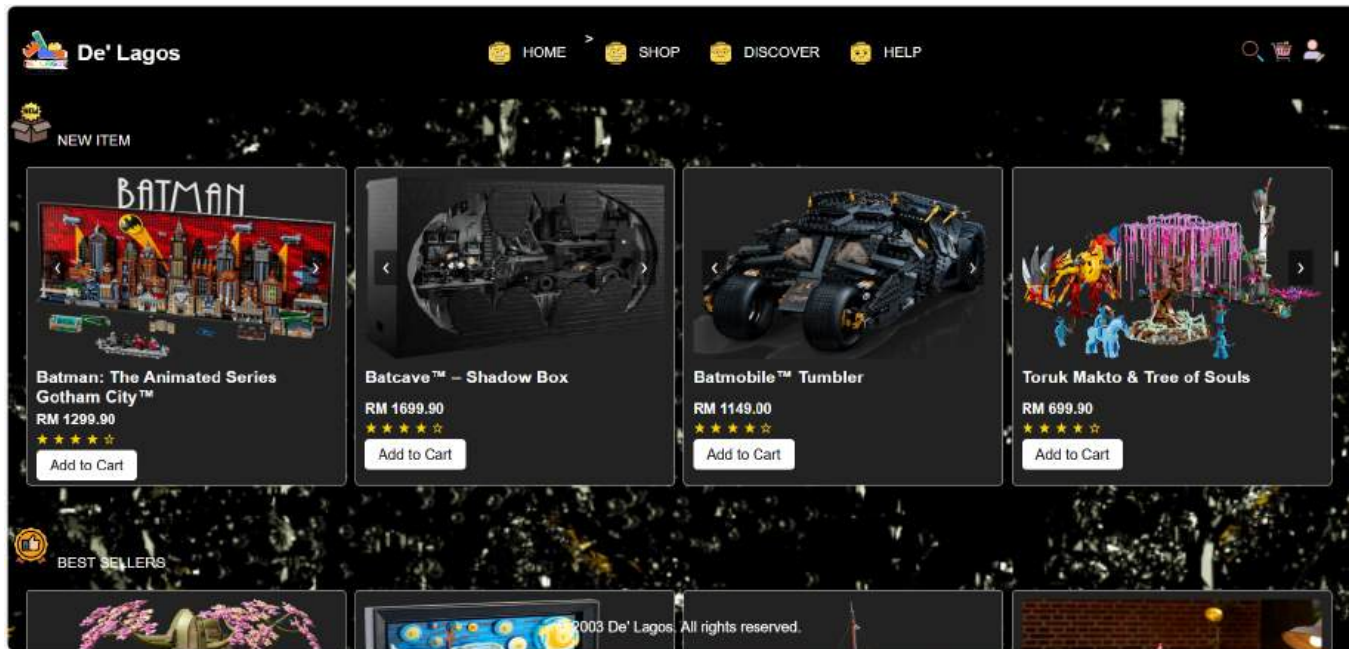 De' Lagos
HOME
>
SHOP
DISCOVER
HELP
NEW
NEW ITEM
BATMAN
Batman: The Animated Series
Gotham City™
RM 1299.90
★ ★ ★ ★ ☆
Add to Cart
Batcave™ – Shadow Box
RM 1699.90
★ ★ ★ ★ ☆
Add to Cart
Batmobile™ Tumbler
RM 1149.00
★ ★ ★ ★ ☆
Add to Cart
Toruk Makto & Tree of Souls
RM 699.90
★ ★ ★ ★ ☆
Add to Cart
BEST SELLERS
2003 De' Lagos. All rights reserved.